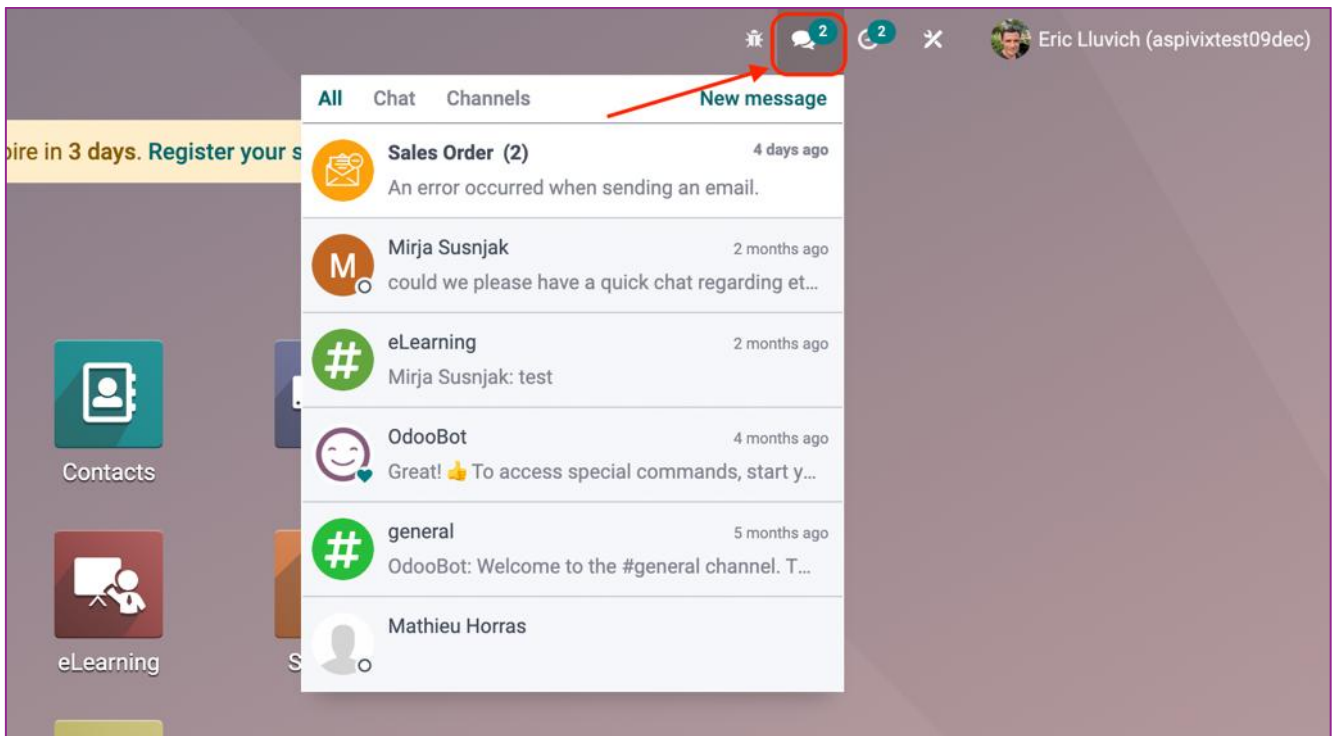 2
2
Eric Lluvich (aspivixtest09dec)
All Chat Channels New message
3 days. Register your s
Sales Order (2) 4 days ago
An error occurred when sending an email.
Mirja Susnjak 2 months ago
M
could we please have a quick chat regarding et...
eLearning 2 months ago
#
Mirja Susnjak: test
OdooBot 4 months ago
Great! 👍 To access special commands, start y...
Contacts
general 5 months ago
#
OdooBot: Welcome to the #general channel. T...
Mathieu Horras
eLearning
S